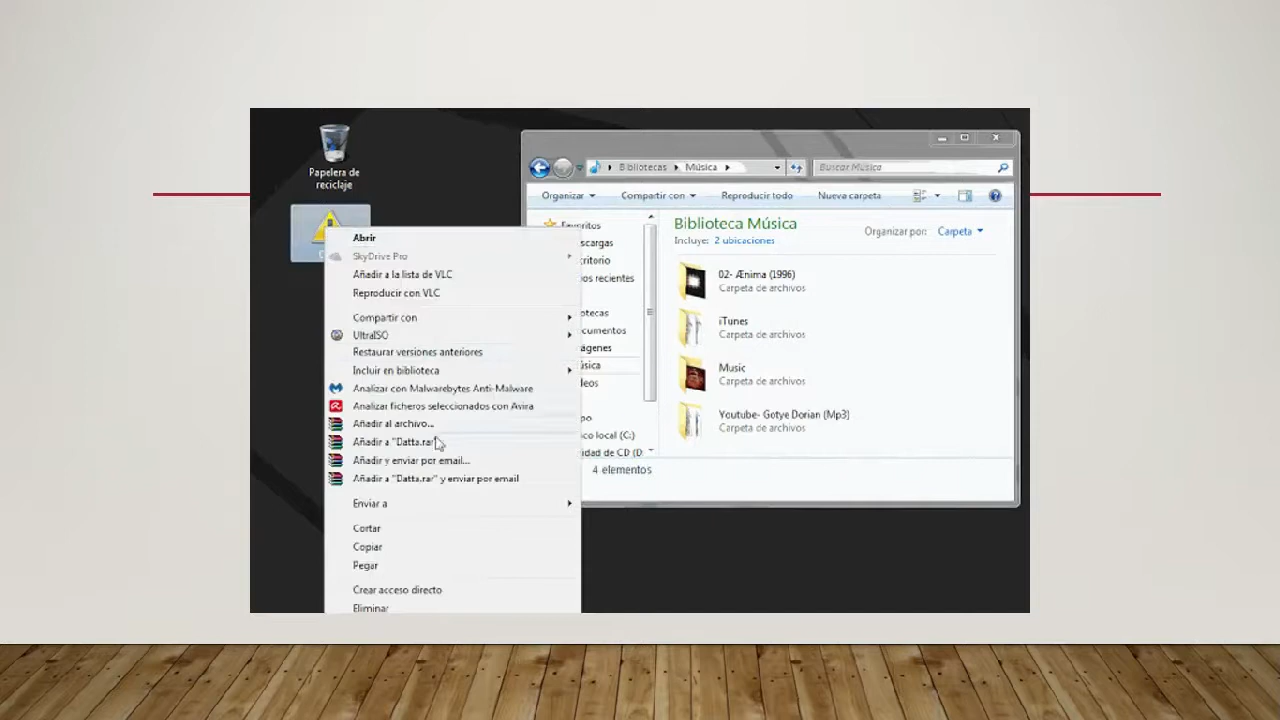 Papelera de
reciclaje
Abrir
SkyDrive Pro
Añadir a la lista de VLC
Reproducir con VLC
Compartir con
UltraISO
Restaurar versiones anteriores
Incluir en biblioteca
Analizar con Malwarebytes Anti-Malware
Analizar ficheros seleccionados con Avira
Añadir al archivo...
Añadir a "Datta.rar"
Añadir y enviar por email...
Añadir a "Datta.rar" y enviar por email
Enviar a
Cortar
Copiar
Pegar
Crear acceso directo
Eliminar
Bibliotecas
Música
Buscar Música
Organizar
Compartir con
Reproducir todo
Nueva carpeta
Favoritos
scargas
critorio
os recientes
otecas
cumentos
ágenes
úsica
eos
po
co local (C:)
idad de CD (D:
Biblioteca Música
Incluye: 2 ubicaciones
Organizar por: Carpeta
02- Ænima (1996)
Carpeta de archivos
iTunes
Carpeta de archivos
Music
Carpeta de archivos
Youtube- Gotye Dorian (Mp3)
Carpeta de archivos
4 elementos